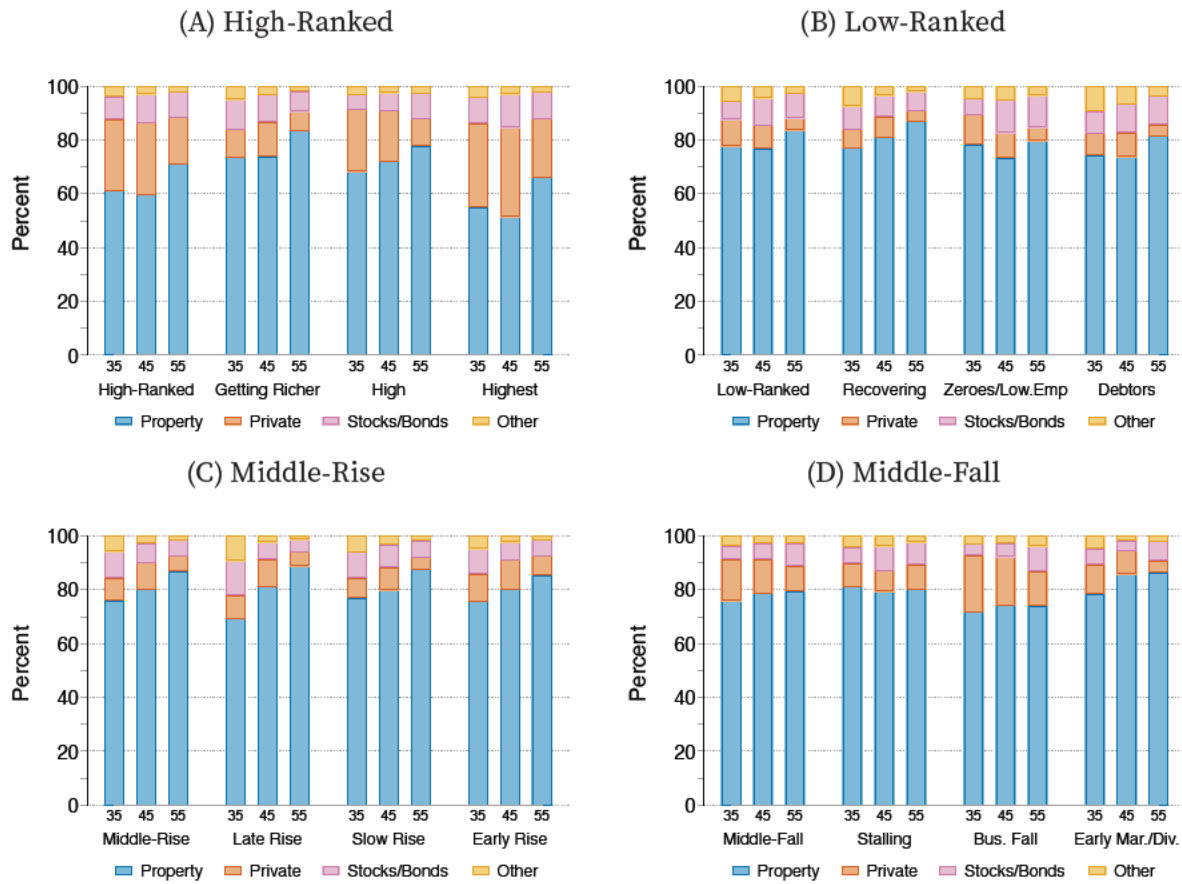 (A) High-Ranked
Percent
100
80
60
40
20
0
35 45 55 35 45 55 35 45 55 35 45 55
High-Ranked Getting Richer High Highest
Property Private Stocks/Bonds Other
(B) Low-Ranked
Percent
100
80
60
40
20
0
35 45 55 35 45 55 35 45 55 35 45 55
Low-Ranked Recovering Zeroes/Low.Emp Debtors
Property Private Stocks/Bonds Other
(C) Middle-Rise
Percent
100
80
60
40
20
0
35 45 55 35 45 55 35 45 55 35 45 55
Middle-Rise Late Rise Slow Rise Early Rise
Property Private Stocks/Bonds Other
(D) Middle-Fall
Percent
100
80
60
40
20
0
35 45 55 35 45 55 35 45 55 35 45 55
Middle-Fall Stalling Bus. Fall Early Mar./Div.
Property Private Stocks/Bonds Other